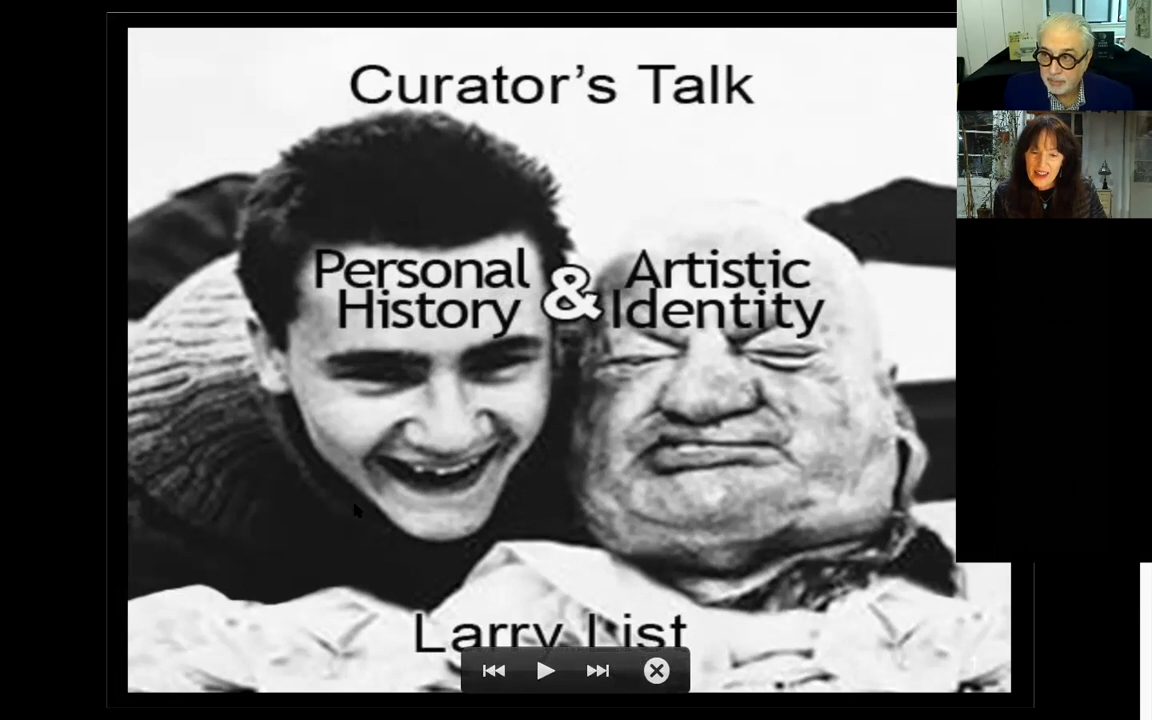 Curator's Talk
Personal History & Artistic Identity
Larry List